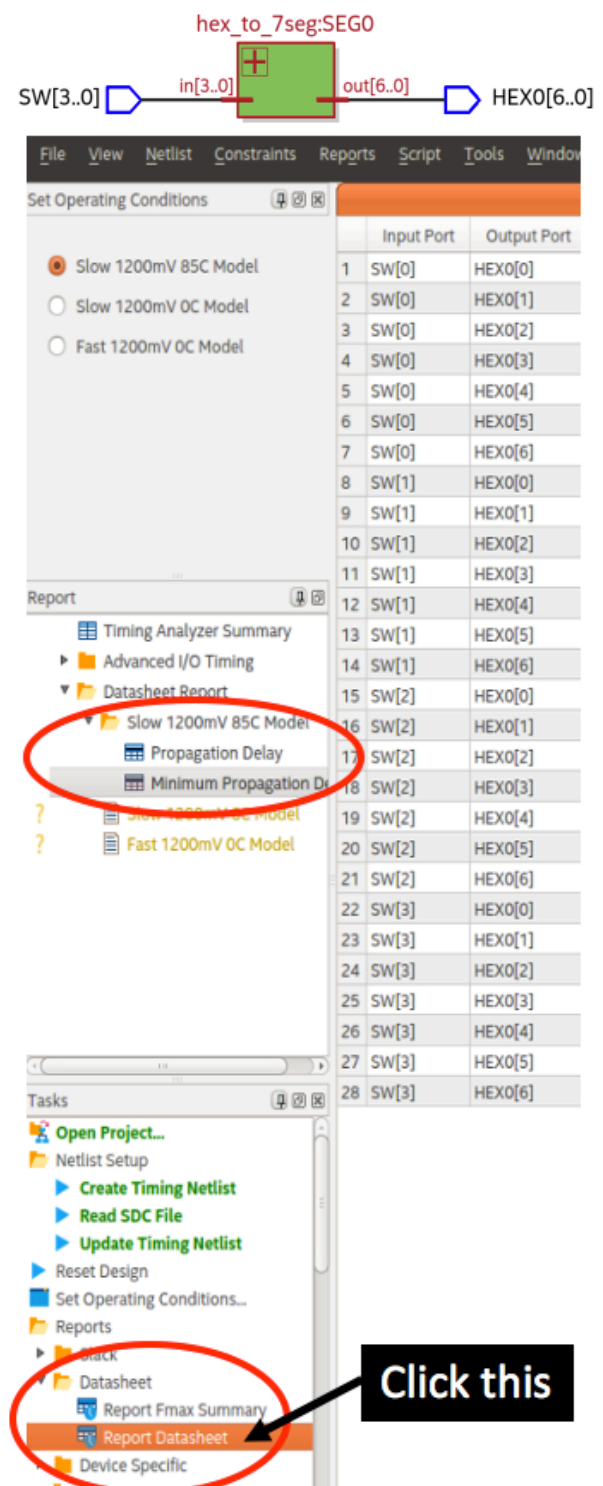 hex_to_7seg:SEG0
SW[3..0] in[3..0] out[6..0] HEX0[6..0]
File View Netlist Constraints Reports Script Tools Window
Set Operating Conditions
Slow 1200mV 85C Model
Slow 1200mV 0C Model
Fast 1200mV 0C Model
Input Port Output Port
1 SW[0] HEX0[0]
2 SW[0] HEX0[1]
3 SW[0] HEX0[2]
4 SW[0] HEX0[3]
5 SW[0] HEX0[4]
6 SW[0] HEX0[5]
7 SW[0] HEX0[6]
8 SW[1] HEX0[0]
9 SW[1] HEX0[1]
10 SW[1] HEX0[2]
11 SW[1] HEX0[3]
12 SW[1] HEX0[4]
13 SW[1] HEX0[5]
14 SW[1] HEX0[6]
15 SW[2] HEX0[0]
16 SW[2] HEX0[1]
17 SW[2] HEX0[2]
18 SW[2] HEX0[3]
19 SW[2] HEX0[4]
20 SW[2] HEX0[5]
21 SW[2] HEX0[6]
22 SW[3] HEX0[0]
23 SW[3] HEX0[1]
24 SW[3] HEX0[2]
25 SW[3] HEX0[3]
26 SW[3] HEX0[4]
27 SW[3] HEX0[5]
28 SW[3] HEX0[6]
Report
Timing Analyzer Summary
Advanced I/O Timing
Datasheet Report
Slow 1200mV 85C Model
Propagation Delay
Minimum Propagation De
? Slow 1200mV 0C Model
? Fast 1200mV 0C Model
Tasks
Open Project...
Netlist Setup
Create Timing Netlist
Read SDC File
Update Timing Netlist
Reset Design
Set Operating Conditions...
Reports
Slack
Datasheet
Report Fmax Summary
Report Datasheet
Device Specific
Click this